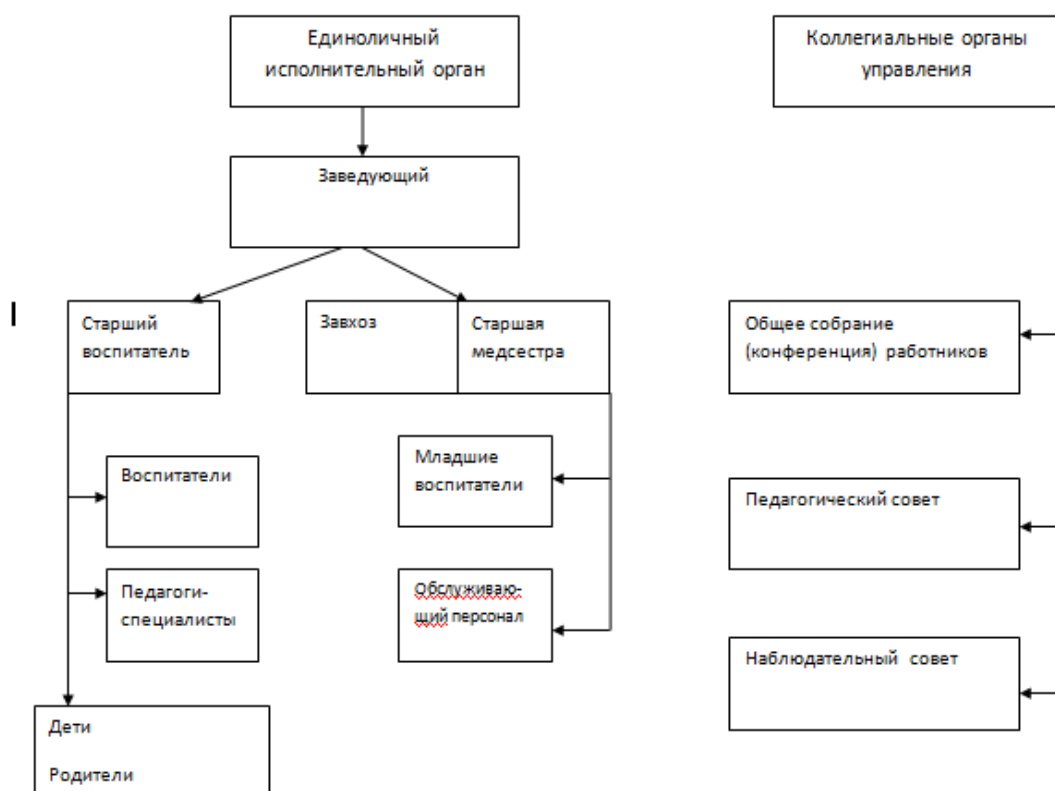 Единоличный
исполнительный орган
Коллегиальные органы
управления
Заведующий
Старший
воспитатель
Завхоз
Старшая
медсестра
Общее собрание
(конференция) работников
Воспитатели
Младшие
воспитатели
Педагогический совет
Педагоги-
специалисты
Обслуживаю-
щий персонал
Наблюдательный совет
Дети
Родители